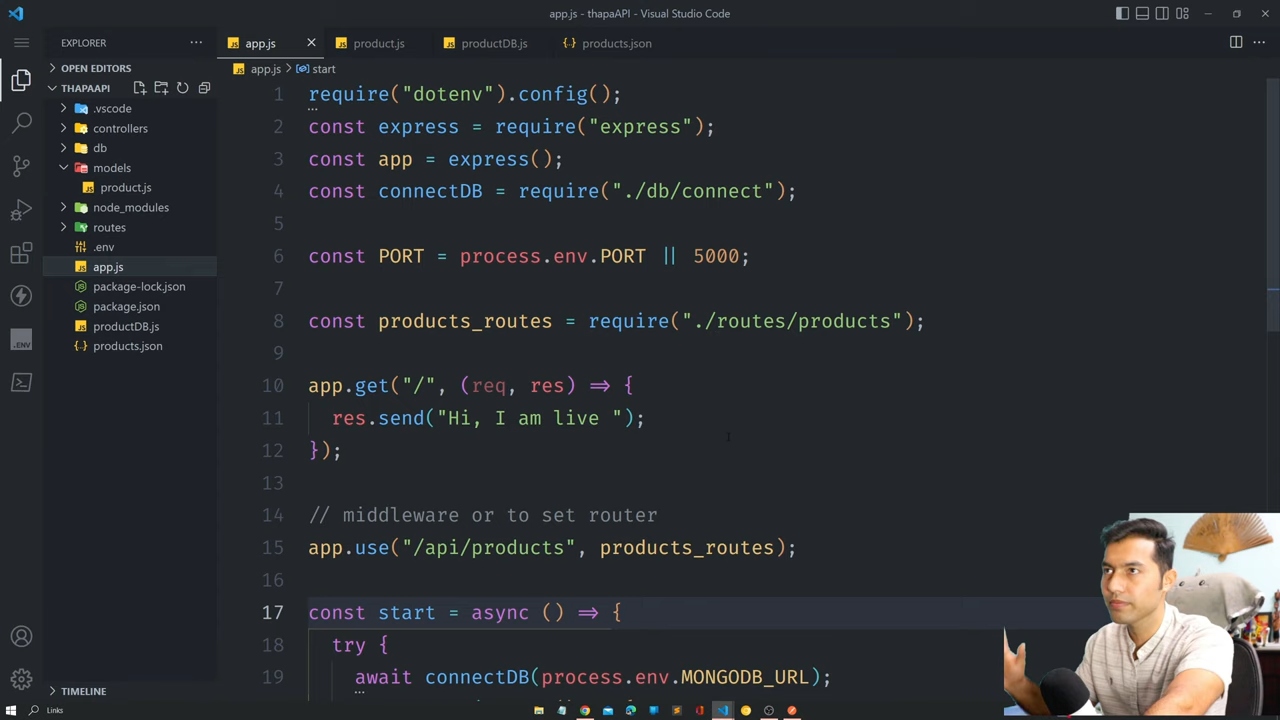 app.js - thapaAPI - Visual Studio Code
EXPLORER
OPEN EDITORS
THAPAAPI
.vscode
controllers
db
models
product.js
node_modules
routes
.env
app.js
package-lock.json
package.json
productDB.js
products.json
TIMELINE
.ENV
JS app.js
JS product.js
JS productDB.js
{..} products.json
JS app.js > start
1 require("dotenv").config();
2 const express = require("express");
3 const app = express();
4 const connectDB = require("./db/connect");
5
6 const PORT = process.env.PORT || 5000;
7
8 const products_routes = require("./routes/products");
9
10 app.get("/", (req, res) => {
11 res.send("Hi, I am live ");
12 });
13
14 // middleware or to set router
15 app.use("/api/products", products_routes);
16
17 const start = async () => {
18 try {
19 await connectDB(process.env.MONGODB_URL);
Links